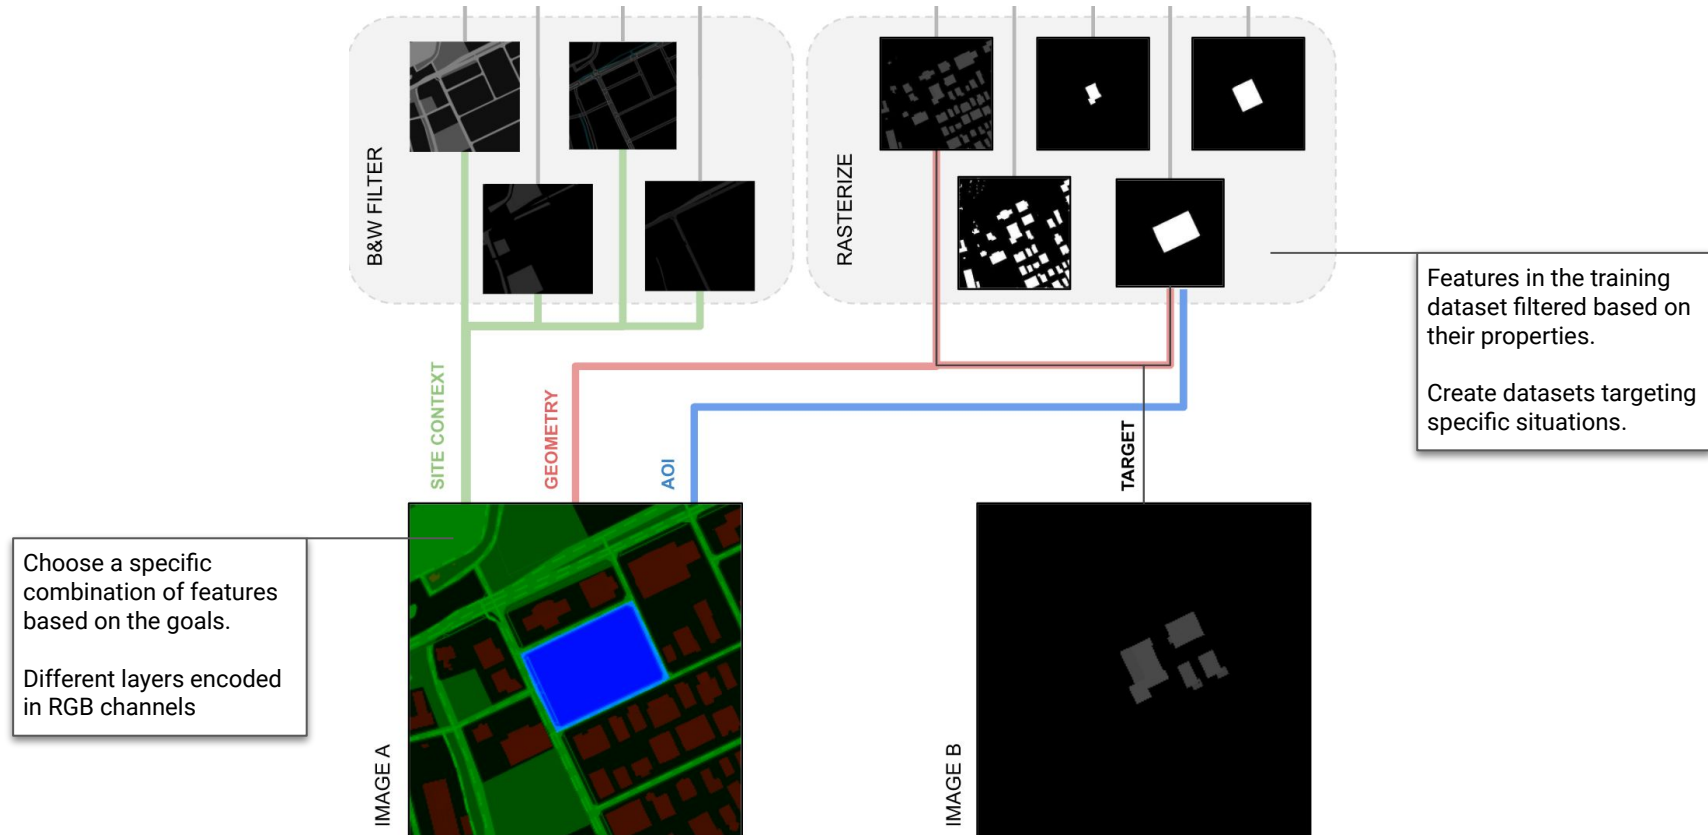 B&W FILTER
RASTERIZE
Features in the training
dataset filtered based on
their properties.
Create datasets targeting
specific situations.
SITE CONTEXT
GEOMETRY
AOI
TARGET
Choose a specific
combination of features
based on the goals.
Different layers encoded
in RGB channels
IMAGE A
IMAGE B